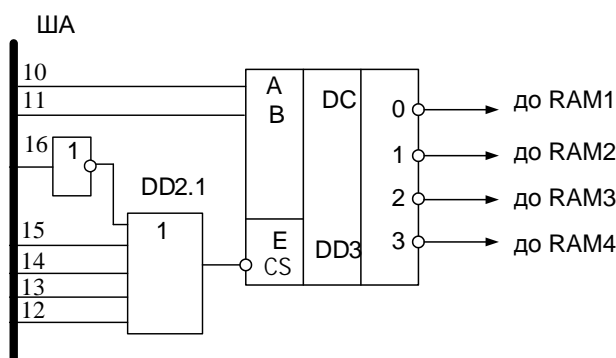 ША
10
11
16
1
DD2.1
15
14
13
12
1
A
B
E
CS
DC
DD3
0
1
2
3
до RAM1
до RAM2
до RAM3
до RAM4